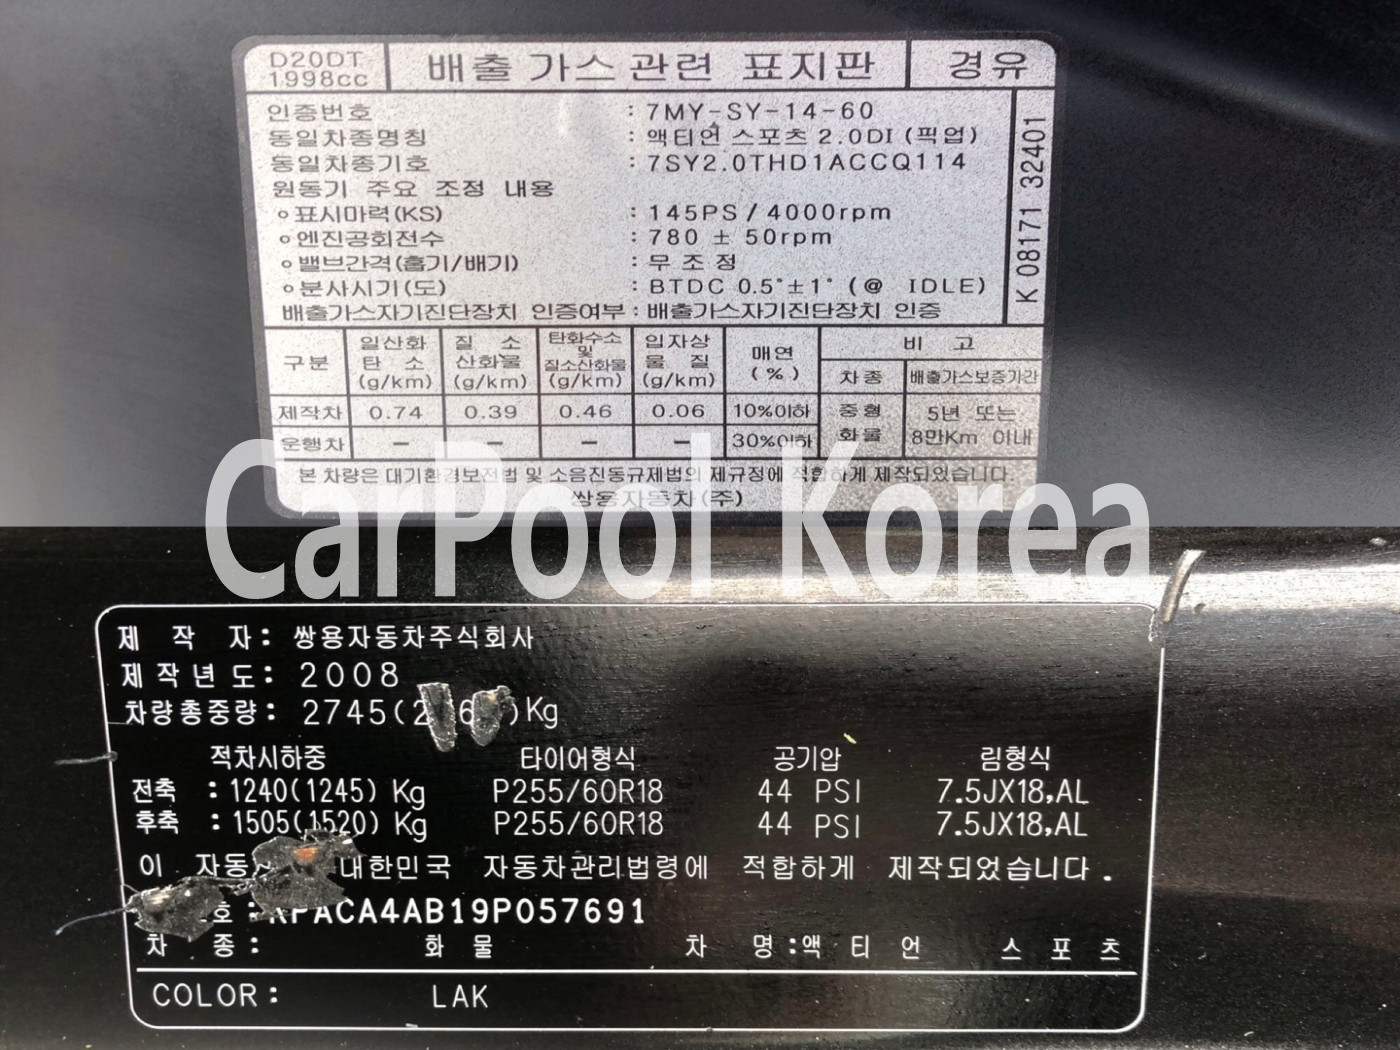 D20DT
1998cc
배출 가스 관련 표지판
경유
인증번호 : 7MY-SY-14-60
동일차종명칭 : 액티언 스포츠 2.0DI (픽업)
동일차종기호 : 7SY2.0THD1ACCQ114
원동기 주요 조정 내용
표시마력(KS) : 145PS / 4000rpm
엔진공회전수 : 780 ± 50rpm
밸브간격(흡기/배기) : 무 조 정
분사시기(도) : BTDC 0.5°±1° (@ IDLE)
배출가스자기진단장치 인증여부 : 배출가스자기진단장치 인증
K 08171 32401
구분 일산화탄소 (g/km) 질소산화물 (g/km) 탄화수소 및 질소산화물 (g/km) 입자상물질 (g/km) 매연 (%) 비고
차종 배출가스보증기간
제작차 0.74 0.39 0.46 0.06 10%이하 중형화물 5년 또는 8만Km 이내
운행차 – – – – 30%이하
본 차량은 대기환경보전법 및 소음진동규제법의 제규정에 적합하게 제작되었습니다.
쌍용자동차(주)
CarPool Korea
제 작 자: 쌍용자동차주식회사
제작년도: 2008
차량총중량: 2745(2 6 )Kg
적차시하중 타이어형식 공기압 림형식
전축 : 1240(1245) Kg P255/60R18 44 PSI 7.5JX18,AL
후축 : 1505(1520) Kg P255/60R18 44 PSI 7.5JX18,AL
이 자동 대한민국 자동차관리법령에 적합하게 제작되었습니다.
호: KPACA4AB19P057691
차 종: 화 물 차 명:액 티 언 스 포 츠
COLOR: LAK